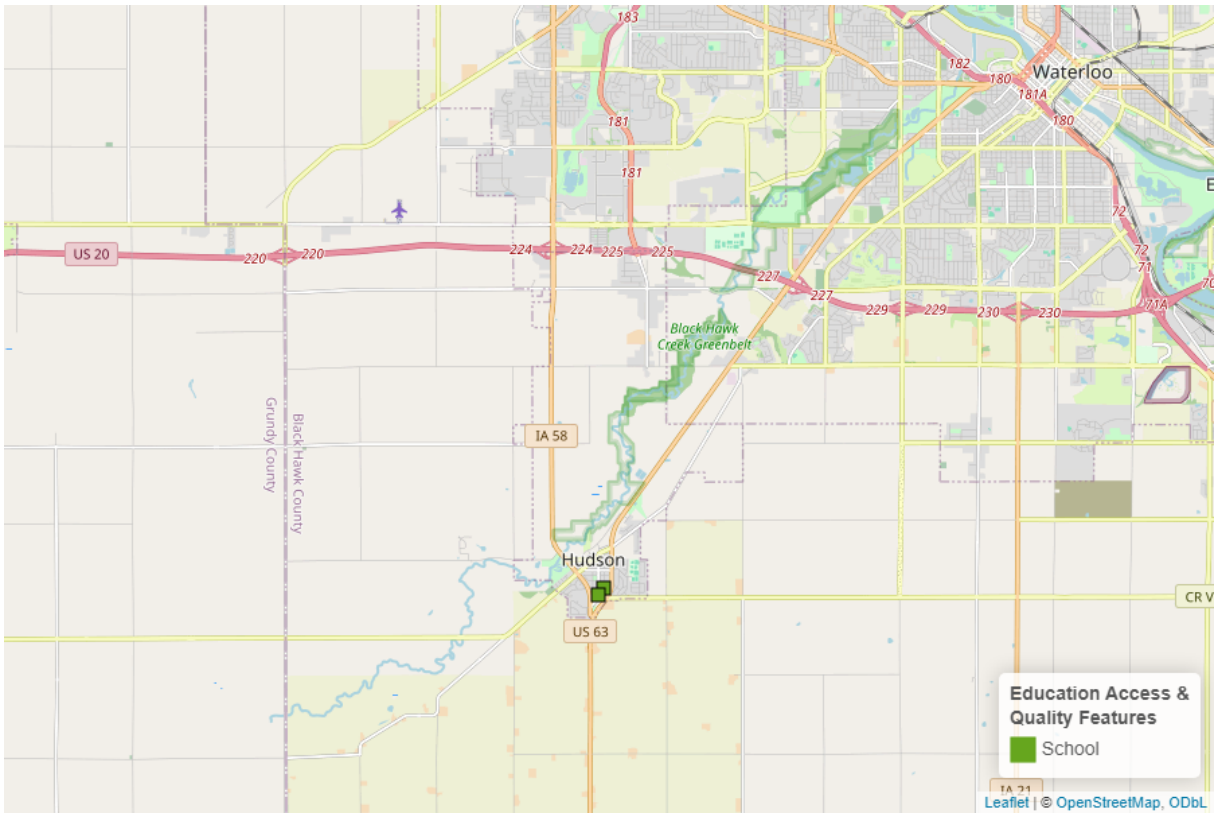 183
182
180
Waterloo
181A
180
181
181
72
US 20
220
220
224
224
225
225
72
71
227
227
70
71A
229
229
230
230
Black Hawk
Creek Greenbelt
IA 58
Grundy County
Black Hawk County
Hudson
CR V
US 63
Education Access &
Quality Features
School
IA 21
Leaflet | © OpenStreetMap, ODbL